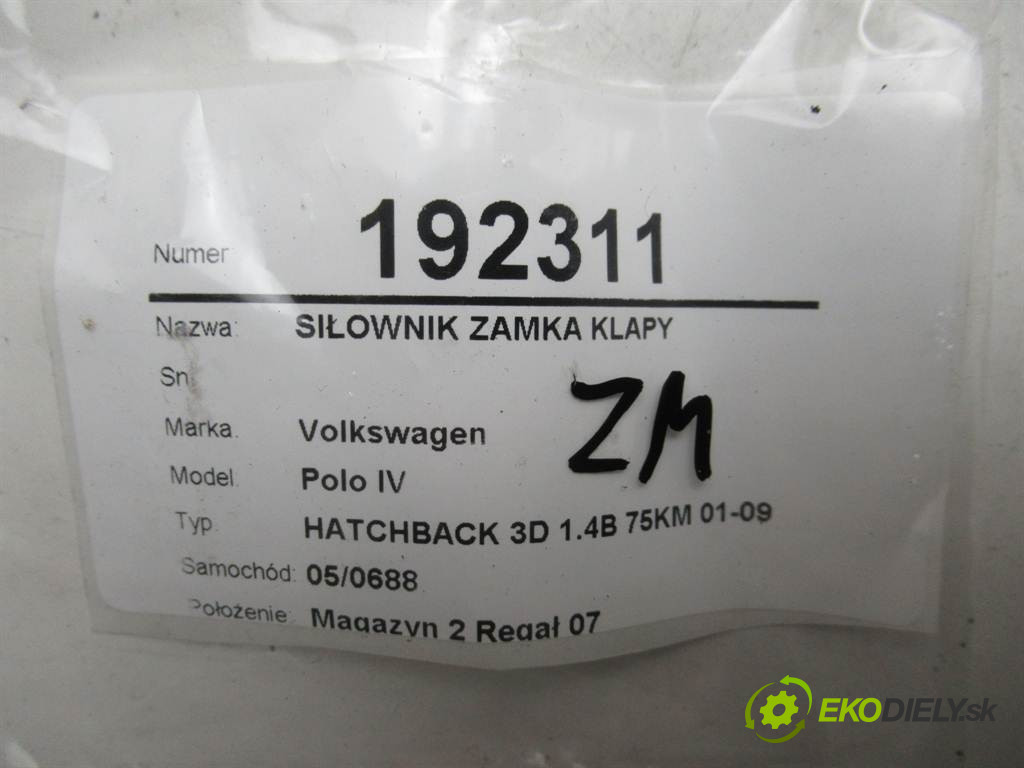 Numer: 192311
Nazwa: SIŁOWNIK ZAMKA KLAPY
Sn:
Marka: Volkswagen
ZM
Model: Polo IV
Typ: HATCHBACK 3D 1.4B 75KM 01-09
Samochód: 05/0688
Położenie: Magazyn 2 Regał 07
EKODIELY.sk